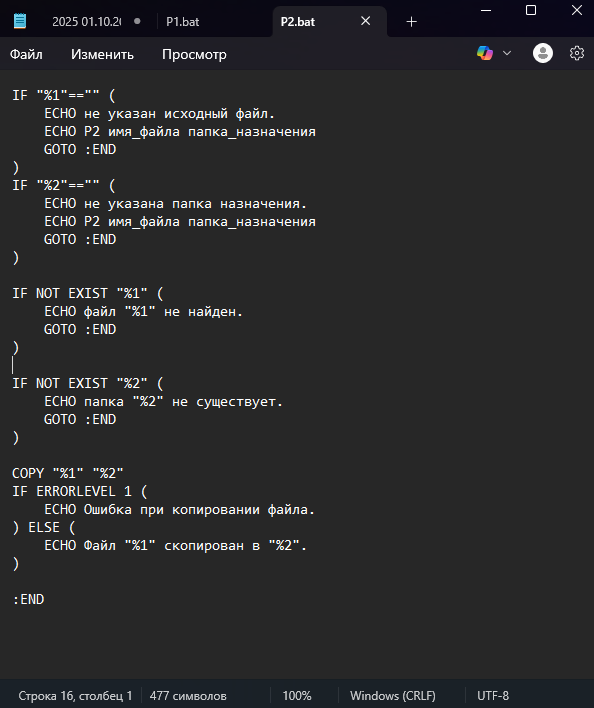 2025 01.10.20
P1.bat
P2.bat
Файл Изменить Просмотр
IF "%1"=="" (
    ECHO не указан исходный файл.
    ECHO P2 имя_файла папка_назначения
    GOTO :END
)
IF "%2"=="" (
    ECHO не указана папка назначения.
    ECHO P2 имя_файла папка_назначения
    GOTO :END
)
IF NOT EXIST "%1" (
    ECHO файл "%1" не найден.
    GOTO :END
)
IF NOT EXIST "%2" (
    ECHO папка "%2" не существует.
    GOTO :END
)
COPY "%1" "%2"
IF ERRORLEVEL 1 (
    ECHO Ошибка при копировании файла.
) ELSE (
    ECHO Файл "%1" скопирован в "%2".
)
:END
Строка 16, столбец 1 477 символов 100% Windows (CRLF) UTF-8